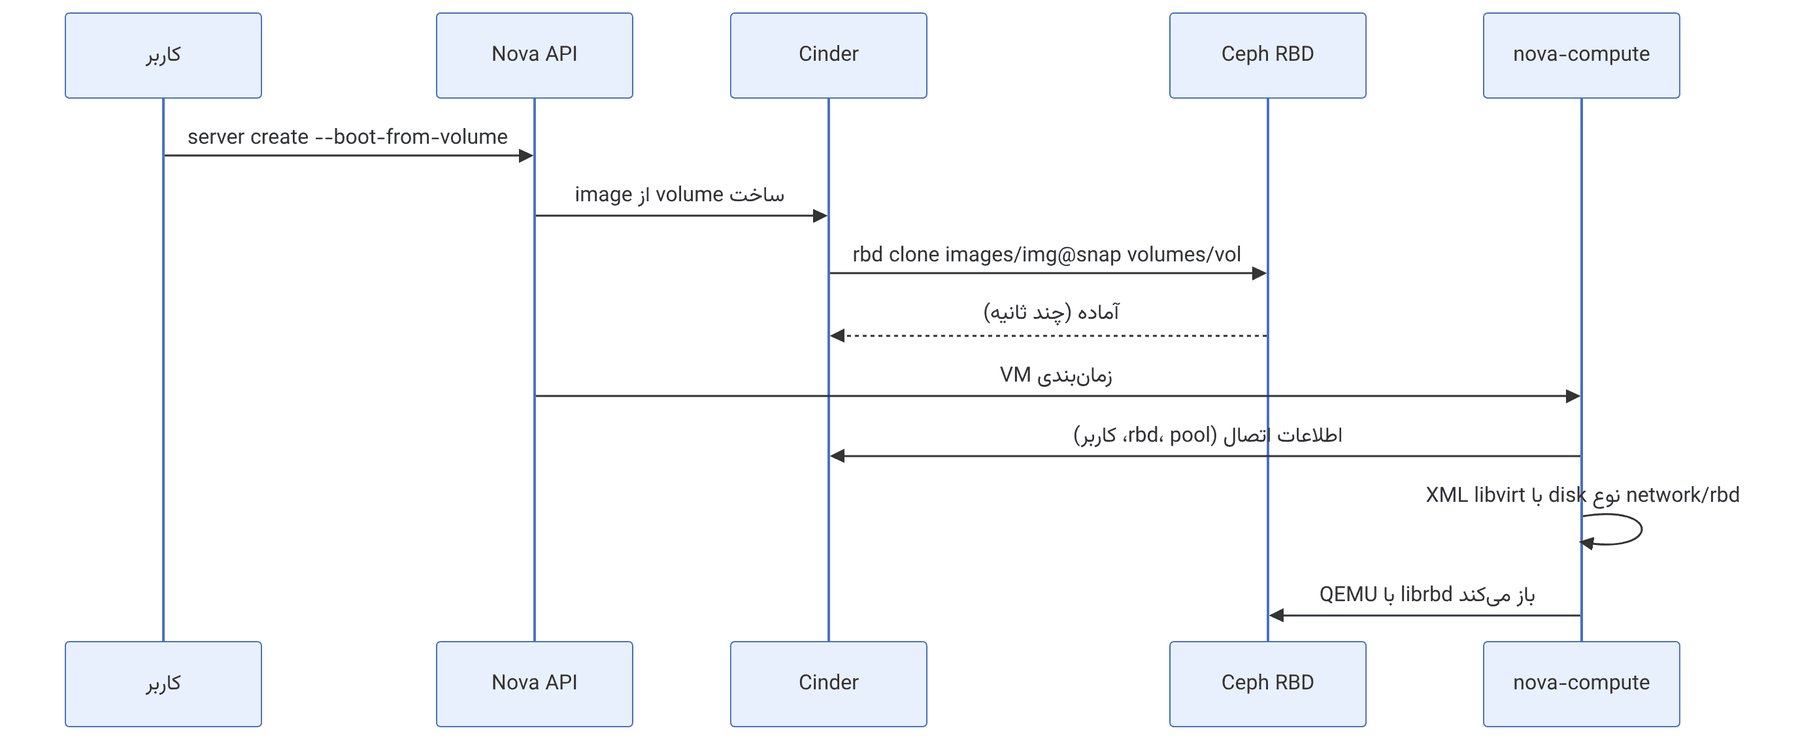 کاربر
Nova API
Cinder
Ceph RBD
nova-compute
server create --boot-from-volume
ساخت volume از image
rbd clone images/img@snap volumes/vol
آماده (چند ثانیه)
زمان‌بندی VM
اطلاعات اتصال (rbd، pool، کاربر)
XML libvirt با disk نوع network/rbd
QEMU با librbd باز می‌کند
کاربر
Nova API
Cinder
Ceph RBD
nova-compute